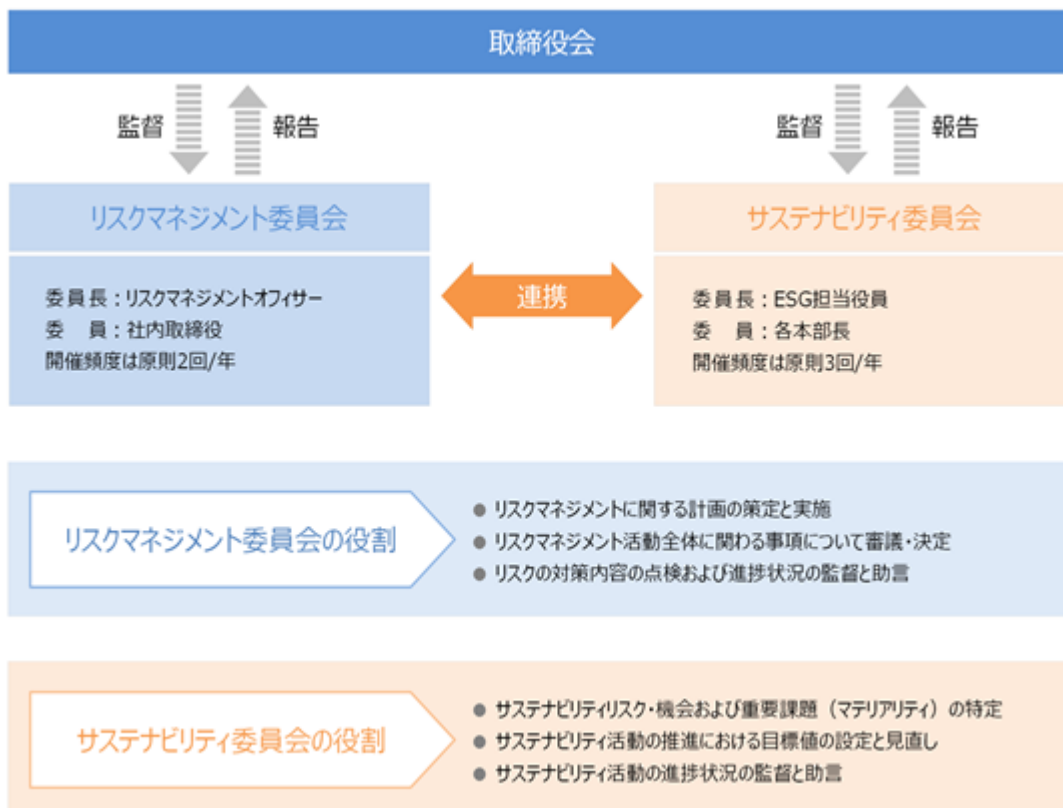 取締役会
監督
報告
監督
報告
リスクマネジメント委員会
委員長：リスクマネジメントオフィサー
委　員：社内取締役
開催頻度は原則2回/年
連携
サステナビリティ委員会
委員長：ESG担当役員
委　員：各本部長
開催頻度は原則3回/年
リスクマネジメント委員会の役割
● リスクマネジメントに関する計画の策定と実施
● リスクマネジメント活動全体に関わる事項について審議・決定
● リスクの対策内容の点検および進捗状況の監督と助言
サステナビリティ委員会の役割
● サステナビリティリスク・機会および重要課題（マテリアリティ）の特定
● サステナビリティ活動の推進における目標値の設定と見直し
● サステナビリティ活動の進捗状況の監督と助言